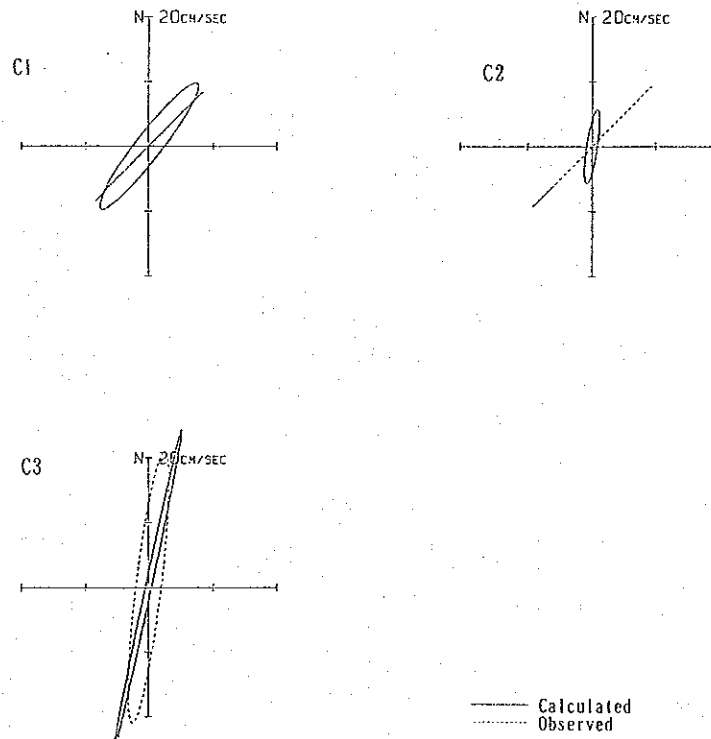 N 20CM/SEC
C1
N 20CM/SEC
C2
N 20CM/SEC
C3
Calculated
Observed